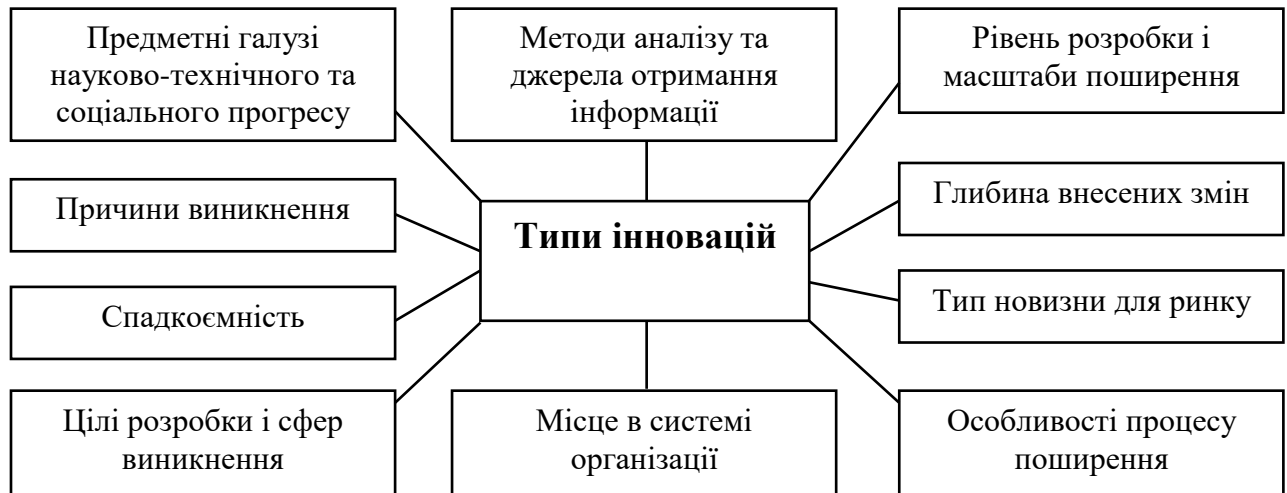 Предметні галузі
науково-технічного та
соціального прогресу
Методи аналізу та
джерела отримання
інформації
Рівень розробки і
масштаби поширення
Причини виникнення
Типи інновацій
Глибина внесених змін
Спадкоємність
Тип новизни для ринку
Цілі розробки і сфер
виникнення
Місце в системі
організації
Особливості процесу
поширення